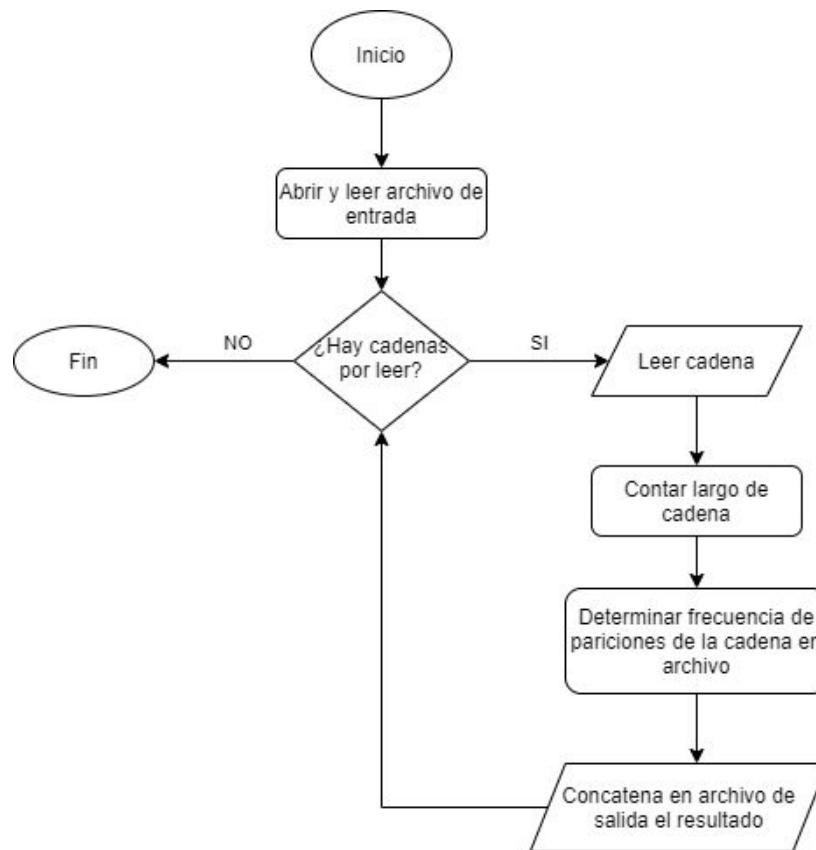 Inicio
Abrir y leer archivo de
entrada
¿Hay cadenas
por leer?
NO
SI
Fin
Leer cadena
Contar largo de
cadena
Determinar frecuencia de
pariciones de la cadena en
archivo
Concatena en archivo de
salida el resultado